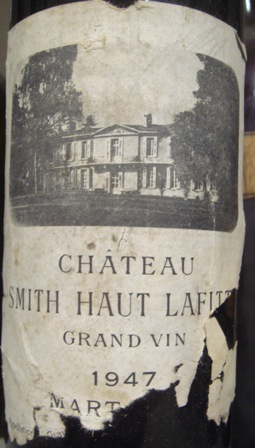 CHÂTEAU
SMITH HAUT LAFITT
GRAND VIN
1947
MART